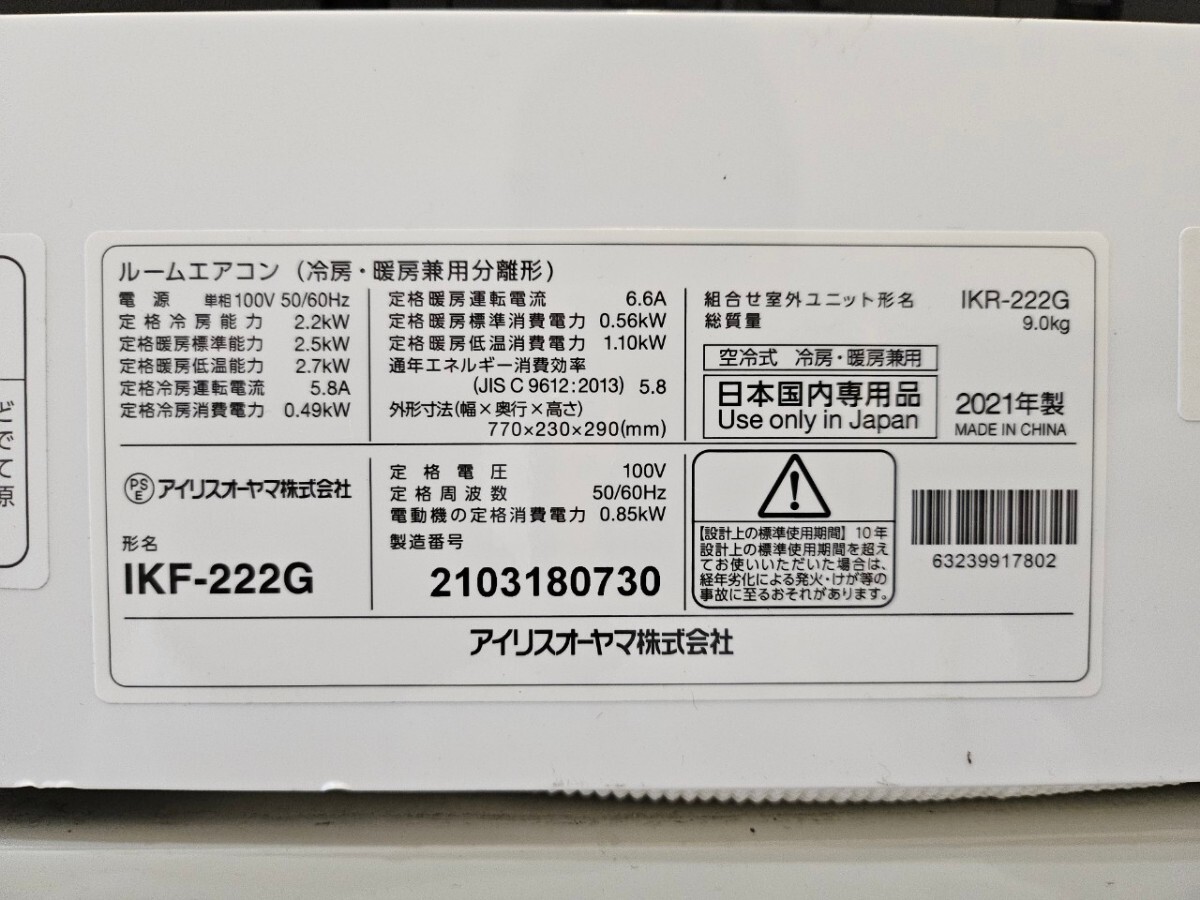 ルームエアコン（冷房・暖房兼用分離形）
電源 単相100V 50/60Hz
定格冷房能力 2.2kW
定格暖房標準能力 2.5kW
定格暖房低温能力 2.7kW
定格冷房運転電流 5.8A
定格冷房消費電力 0.49kW
定格暖房運転電流 6.6A
定格暖房標準消費電力 0.56kW
定格暖房低温消費電力 1.10kW
通年エネルギー消費効率
(JIS C 9612:2013) 5.8
外形寸法(幅×奥行×高さ)
770×230×290(mm)
組合せ室外ユニット形名 IKR-222G
総質量 9.0kg
空冷式 冷房・暖房兼用
日本国内専用品
Use only in Japan
2021年製
MADE IN CHINA
PSE アイリスオーヤマ株式会社
形名
IKF-222G
定格電圧 100V
定格周波数 50/60Hz
電動機の定格消費電力 0.85kW
製造番号
2103180730
【設計上の標準使用期間】10年
設計上の標準使用期間を超え
てお使いいただいた場合は、
経年劣化による発火・けが等の
事故に至るおそれがあります。
63239917802
アイリスオーヤマ株式会社
ど
で
て
原